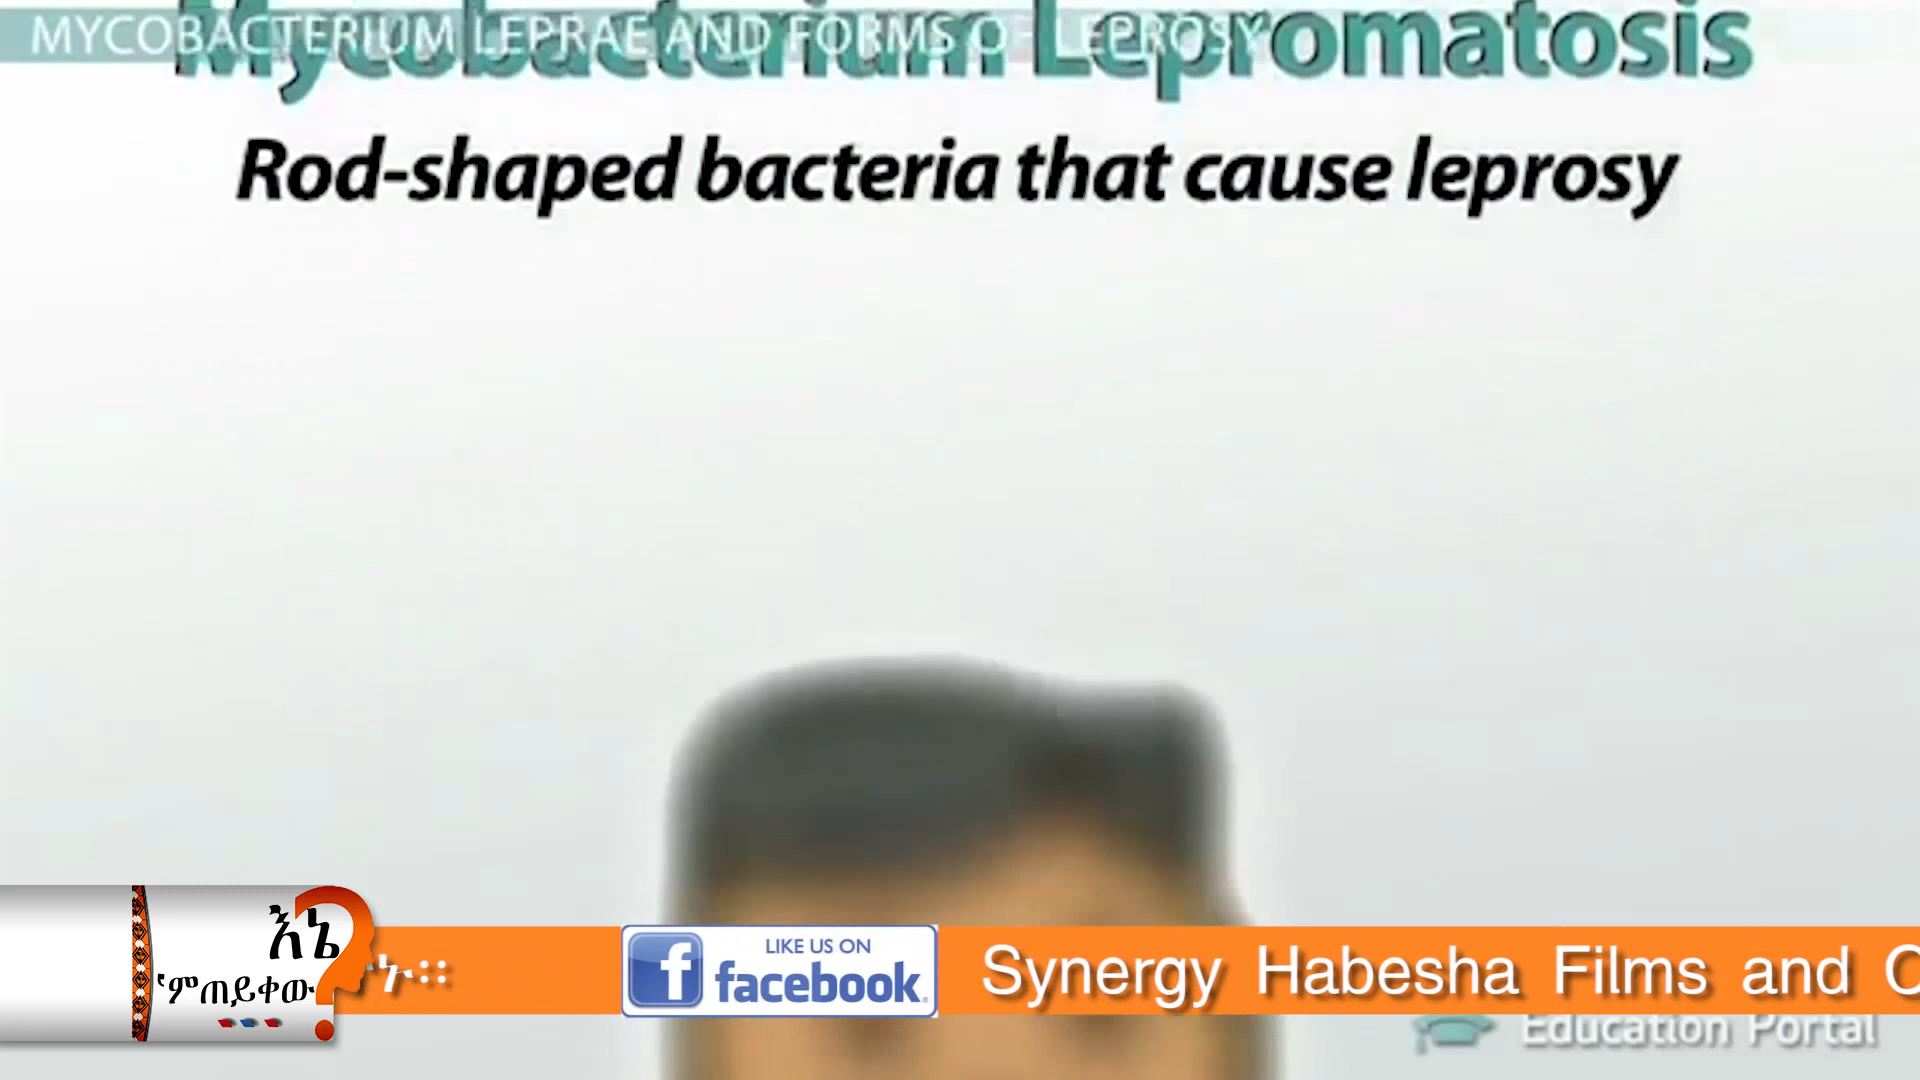 MYCOBACTERIUM LEPRAE AND FORMS OF LEPROSY
Mycobacterium Lepromatosis
Rod-shaped bacteria that cause leprosy
እኔ
'ምጠይቀው
?
LIKE US ON
facebook
Synergy Habesha Films and
Education Portal